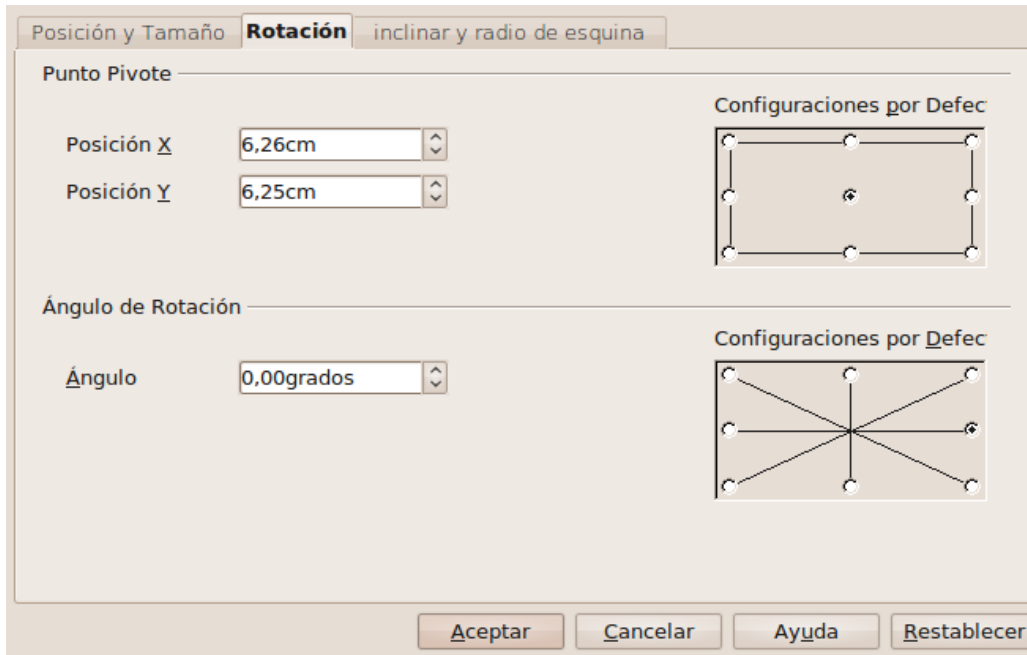 Posición y Tamaño Rotación inclinar y radio de esquina
Punto Pivote
Configuraciones por Defec
Posición X 6,26cm
Posición Y 6,25cm
Ángulo de Rotación
Configuraciones por Defec
Ángulo 0,00grados
Aceptar Cancelar Ayuda Restablecer